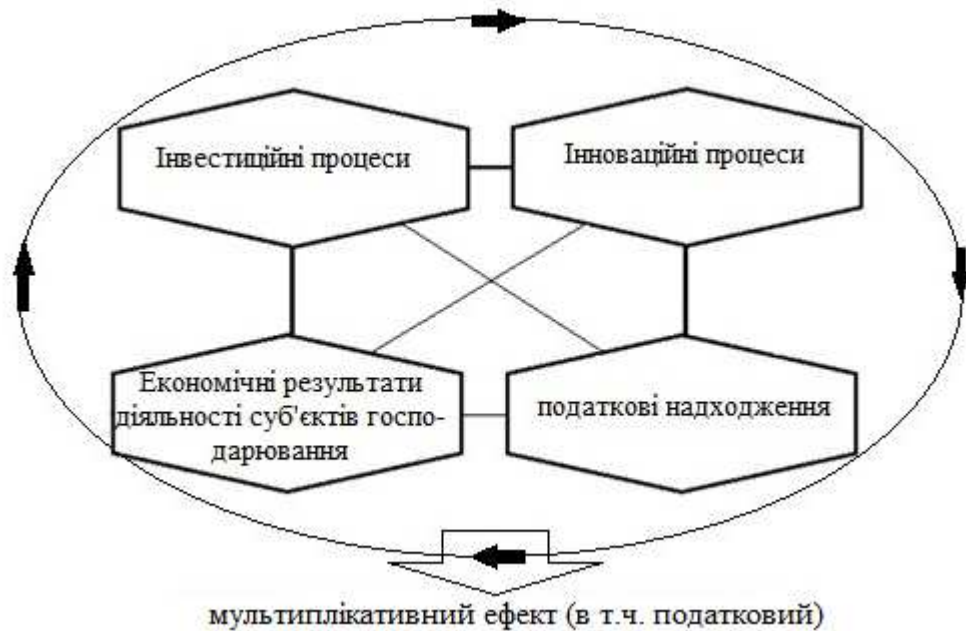 Інвестиційні процеси
Інноваційні процеси
Економічні результати
діяльності суб'єктів госпо-
дарювання
податкові надходження
мультиплікативний ефект (в т.ч. податковий)